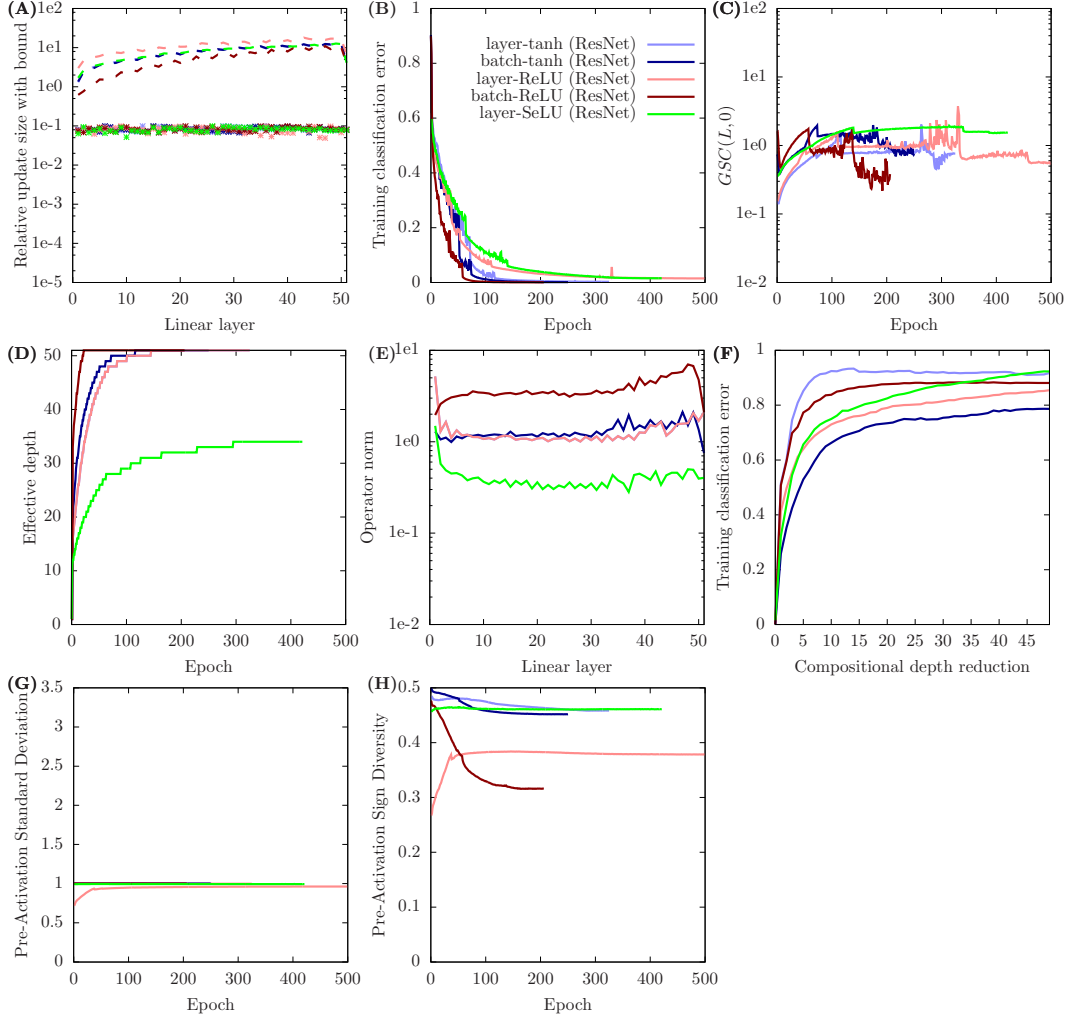 (A)
Relative update size with bound
1e2
1e1
1e0
1e-1
1e-2
1e-3
1e-4
1e-5
0 10 20 30 40 50
Linear layer
(B)
Training classification error
1
0.8
0.6
0.4
0.2
0
layer-tanh (ResNet)
batch-tanh (ResNet)
layer-ReLU (ResNet)
batch-ReLU (ResNet)
layer-SeLU (ResNet)
0 100 200 300 400 500
Epoch
(C)
GSC(L, 0)
1e2
1e1
1e0
1e-1
1e-2
0 100 200 300 400 500
Epoch
(D)
Effective depth
50
40
30
20
10
0
0 100 200 300 400 500
Epoch
(E)
Operator norm
1e1
1e0
1e-1
1e-2
0 10 20 30 40 50
Linear layer
(F)
Training classification error
1
0.8
0.6
0.4
0.2
0
0 5 10 15 20 25 30 35 40 45
Compositional depth reduction
(G)
Pre-Activation Standard Deviation
3.5
3
2.5
2
1.5
1
0.5
0
0 100 200 300 400 500
Epoch
(H)
Pre-Activation Sign Diversity
0.5
0.4
0.3
0.2
0.1
0
0 100 200 300 400 500
Epoch